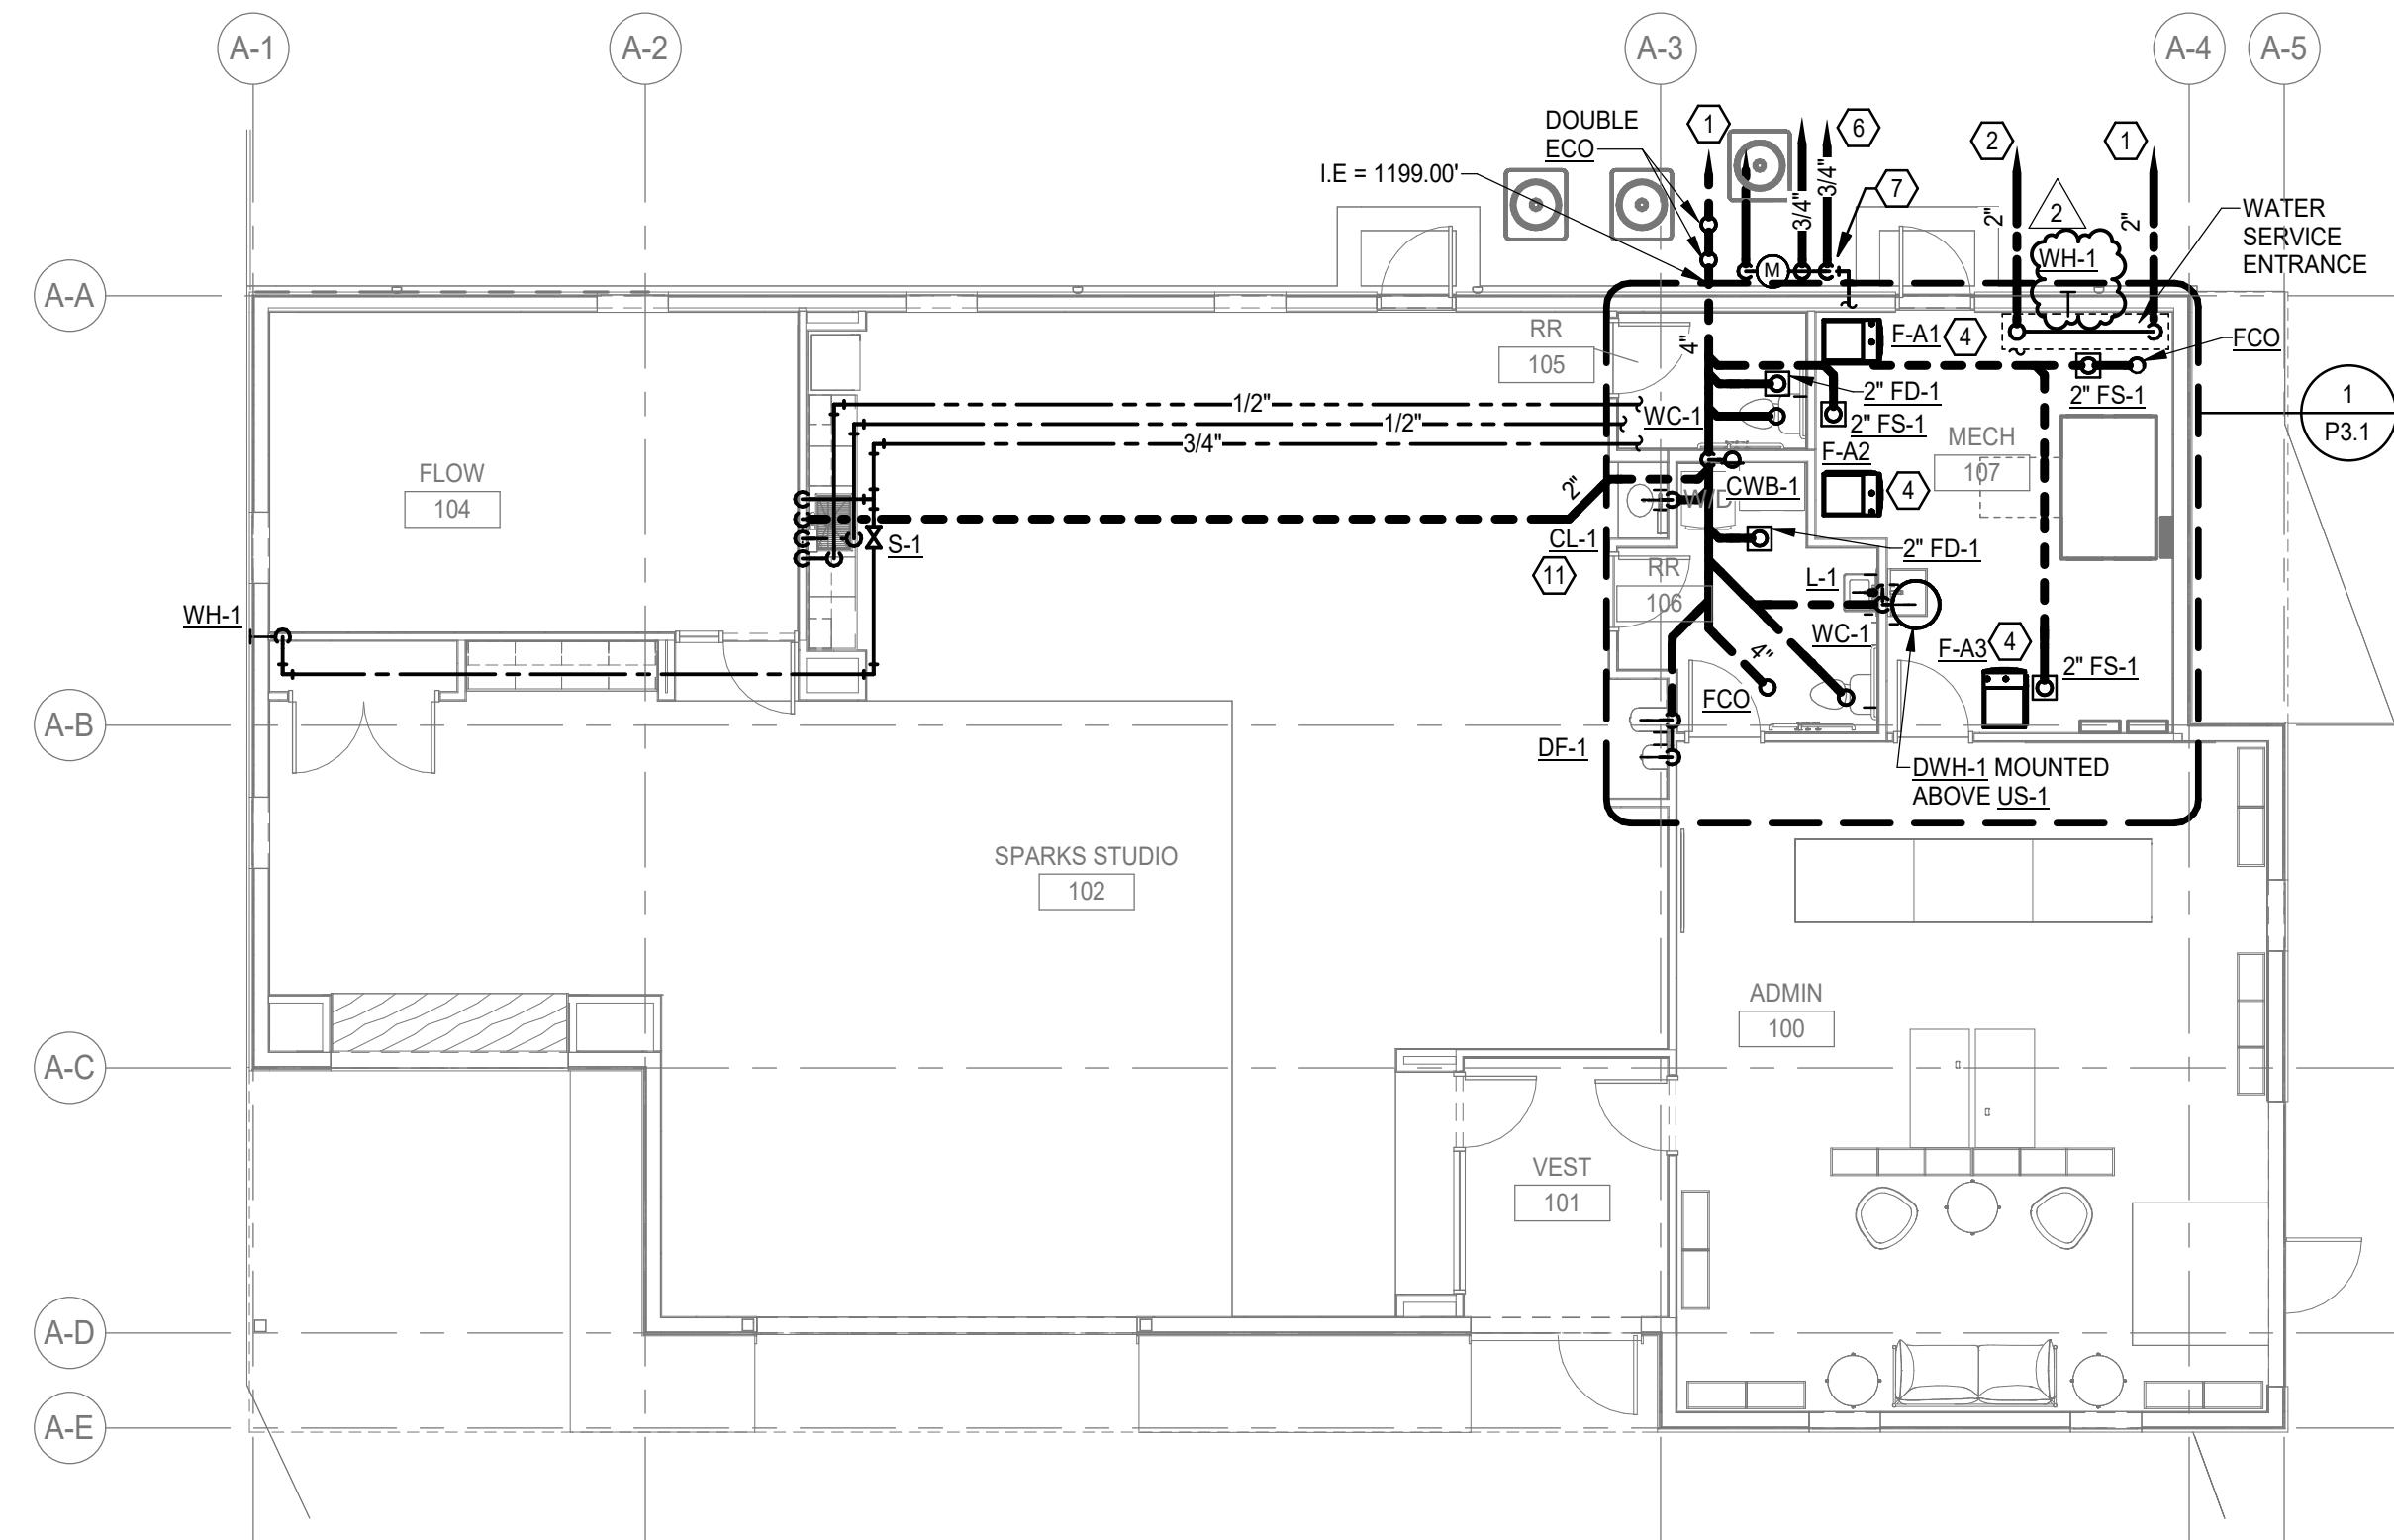 A-1
A-2
A-3
A-4
A-5
DOUBLE
ECO
1
6
2
1
I.E = 1199.00'
3/4"
3/4"
7
2"
2
2"
WATER
SERVICE
ENTRANCE
WH-1
M
A-A
RR
105
4"
F-A1
4
FCO
2" FD-1
2" FS-1
1
P3.1
1/2"
1/2"
3/4"
WC-1
2" FS-1
MECH
107
F-A2
4
FLOW
104
2"
W/D
CWB-1
S-1
CL-1
11
2" FD-1
RR
106
L-1
WH-1
WC-1
4"
F-A3
4
2" FS-1
FCO
A-B
DF-1
DWH-1 MOUNTED
ABOVE US-1
SPARKS STUDIO
102
ADMIN
100
A-C
VEST
101
A-D
A-E